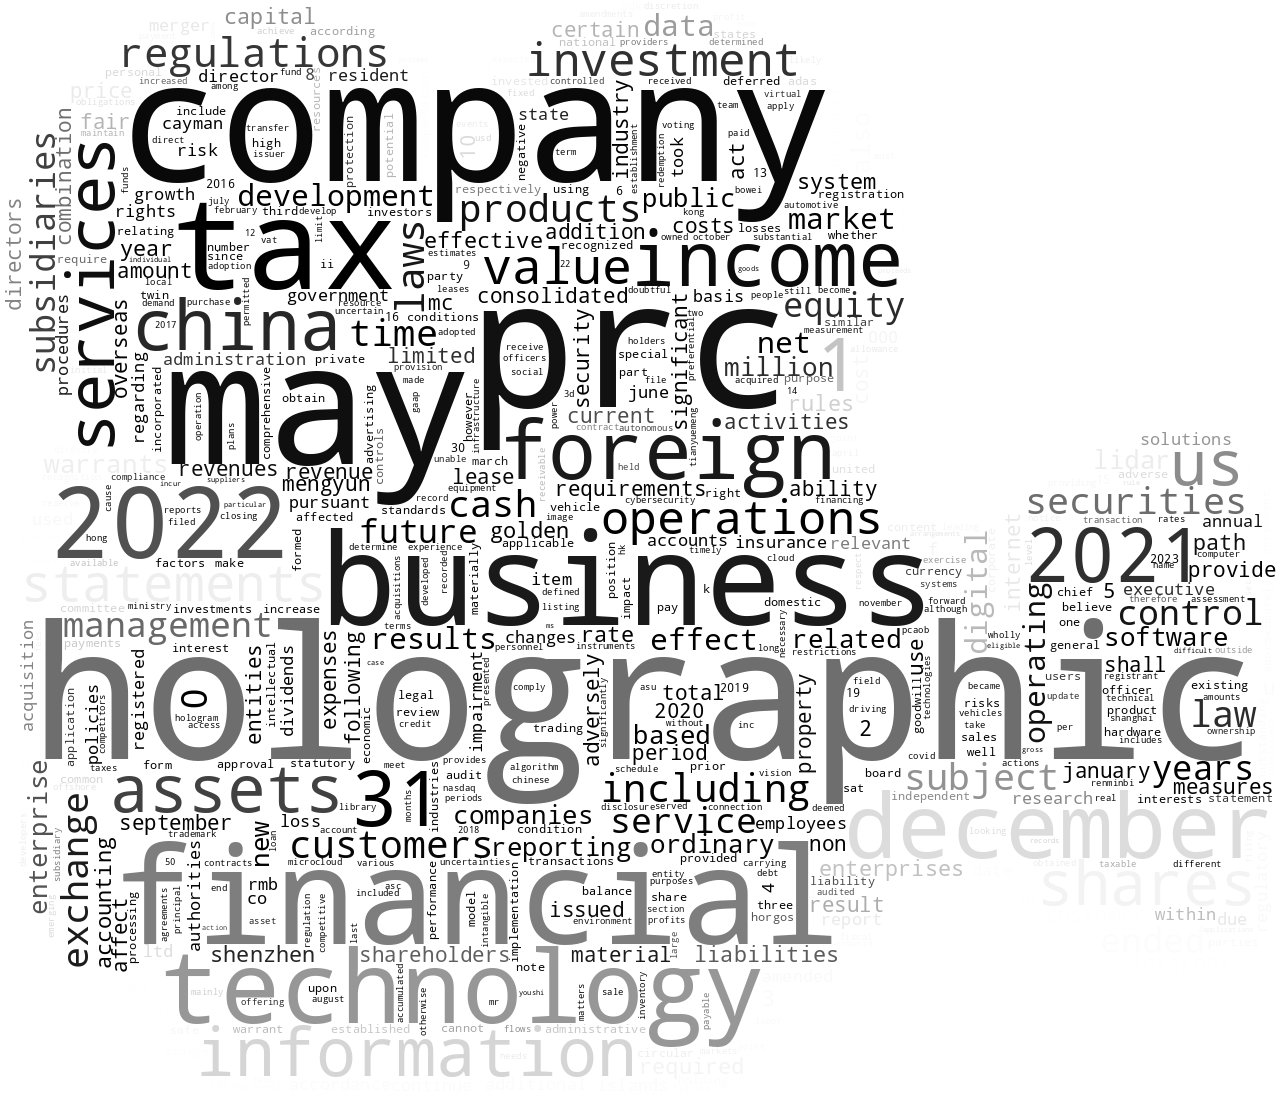 capital according
merger achieve
certain data
national providers determined
states
regulations
investment
personal increased director fund 8 resident
among
invested controlled received deferred adas
fixed
price
obligations
resources
team virtual
apply
company
include
cayman
direct
transfer
high
issuer
risk
protection
potential
10
usd
events
state
negative
term
industry
establishment
redemption
took
act
voting
paid
13
fair
maintain
subsidiaries
combination
directors
services
funds
growth 2016
rights july
february third develop investors
development
respectively using 6 public bowei
products
system
registration
automotive
market
whether
kong
costs losses
owned october substantial
relating
require year
individual
amount
local
number
since
adoption
12
vat
tax
limit
ii
laws
effective
estimates
party 9
leases
addition
recognized
22
value income
goods
doubtful
people
still become
equity
similar
measurement
twin
demand purchase
2017
china
permitted
government
resource
uncertain
time
mc
16 conditions
adopted
consolidated basis
two
preferential
procedures
overseas
administration private limited
provision
made
gaap
regarding
incorporated
operation
plans
comprehensive
obtain
advertising
may
prc
receive
officers
social
security
holders
special
part file
june
significant
net
million
acquired purpose
14
1
cost
000
allowance
rules
3d
power
current
contract autonomous
tianyuemeng
activities
however
infrastructure
foreign
warrants
revenues revenue
compliance suppliers
mengyun
controls
30
unable
march
lease
equipment
receivable
held
requirements right
cybersecurity
ability
financing
united
solutions
lidar us
adverse
securities
2022
used
cause
incur
reports
filed
particular
closing
hong
pursuant
affected
standards
record
cash
vehicle
image
operations
future golden
applicable
accounts insurance relevant
timely
content
exercise
currency
systems
internet
digital
2021
transaction rates annual
2023
name
path
computer
provide
available
factors make
formed
determine experience
acquisitions
developed
recorded
materially
business
item
defined
listing
position
hk
impact
k
pay
cloud
domestic
november
forward
although
level
therefore assessment
chief 5 executive
statements
committee ministry investments increase
terms
ms
necessary
believe
one
control
management
payments
interest
results changes
personnel instruments
rate effect
long
related
restrictions
pcaob
wholly
eligible
general
software
difficult outside
acquisition
registered
entities
intellectual
dividends
expenses
following
economic
case
impairment
presented
comply
adversely
significantly
asu
total 2019
2020
without
inc
based
period
prior
property
field
19
driving
2
goodwill
use
technologies
became
risks
vehicles
take
sales
well
operating
shall
users officer
update technical
product
per shanghai
hardware
includes
registrant
existing
amounts
law
ownership
holographic
0
hologram
access
legal
review
credit
trading
application
policies
competitors
taxes form approval statutory
meet
provides
audit
nasdaq
periods
algorithm
chinese
schedule vision
board
sat
covid
gross
actions
subject
january years
renminbi
measures
enterprise
common
offshore
assets
31
library
months
industries
including
disclosure served connection deemed
independent
research real interests statement
exchange
september
trademark
loss
account
new
loan
customers
2018
companies
condition
reporting
service
ordinary
employees
non
december
looking
records
obtained
taxable
different
subsidiary
emerging
accounting
affect
processing
50 contracts
agreements
principal
end
action
authorities
rmb
co
asset
microcloud various
regulation
competitive
last
included
asc
performance
uncertainties
model
intangible
implementation
transactions
balance
issued
environment
provided
entity
purposes
share
section
profits
carrying
debt
4
three
horgos
enterprises
liability
audited
result
report
shares
within due
ended
financial
ltd
shenzhen
shareholders
material
large
liabilities
technology
mainly
offering
upon
august
accumulated
otherwise
note
mr
youshi
matters
sale
inventory
payable
amended
warrant established cannot flows administrative
information
needs
circular
required